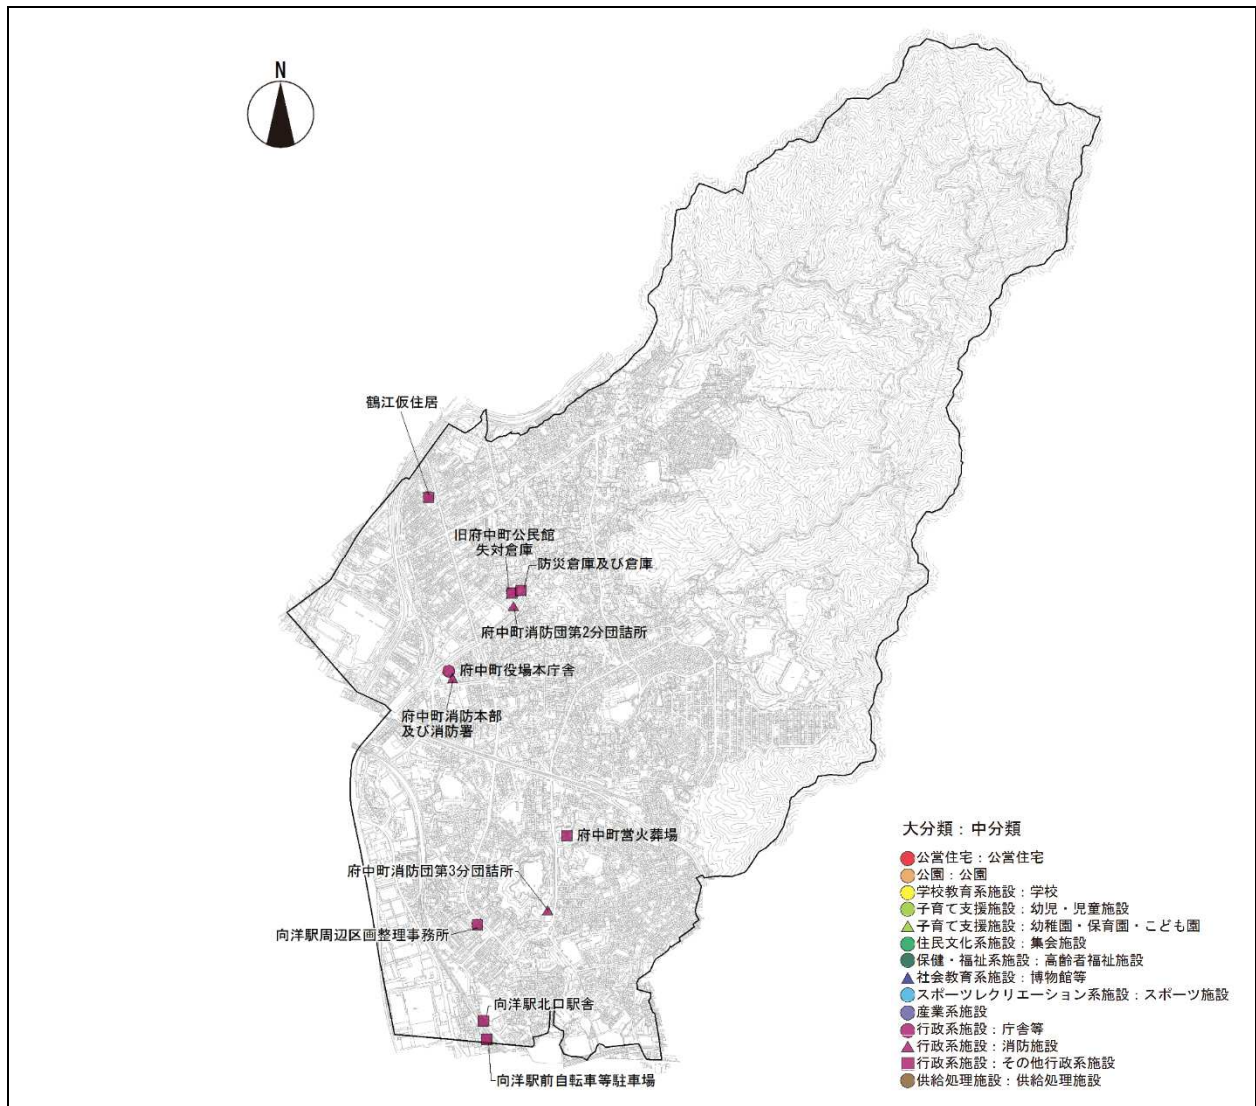 N
鶴江仮住居
旧府中町公民館
失対倉庫
防災倉庫及び倉庫
府中町消防団第2分団詰所
府中町役場本庁舎
府中町消防本部
及び消防署
府中町営火葬場
府中町消防団第3分団詰所
向洋駅周辺区画整理事務所
向洋駅北口駅舎
向洋駅前自転車等駐車場
大分類：中分類
公営住宅：公営住宅
公園：公園
学校教育系施設：学校
子育て支援施設：幼児・児童施設
子育て支援施設：幼稚園・保育園・こども園
住民文化系施設：集会施設
保健・福祉系施設：高齢者福祉施設
社会教育系施設：博物館等
スポーツレクリエーション系施設：スポーツ施設
産業系施設
行政系施設：庁舎等
行政系施設：消防施設
行政系施設：その他行政系施設
供給処理施設：供給処理施設